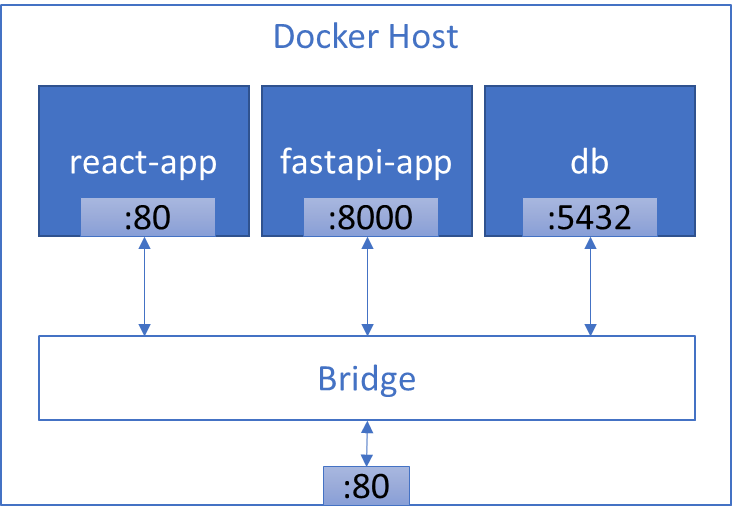 Docker Host
react-app
fastapi-app
db
:80
:8000
:5432
Bridge
:80